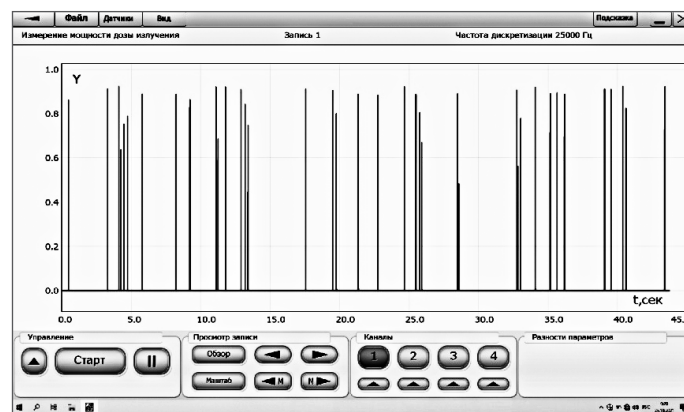 Файл Датчики Вид Подсказка
Измерение мощности дозы излучения Запись 1 Частота дискретизации 25000 Гц
1.0
Y
0.8
0.6
0.4
0.2
0.0
t,сек
0.0 5.0 10.0 15.0 20.0 25.0 30.0 35.0 40.0 45.
Управление Просмотр записи Каналы Разности параметров
Старт Обзор 1 2 3 4
Масштаб М N